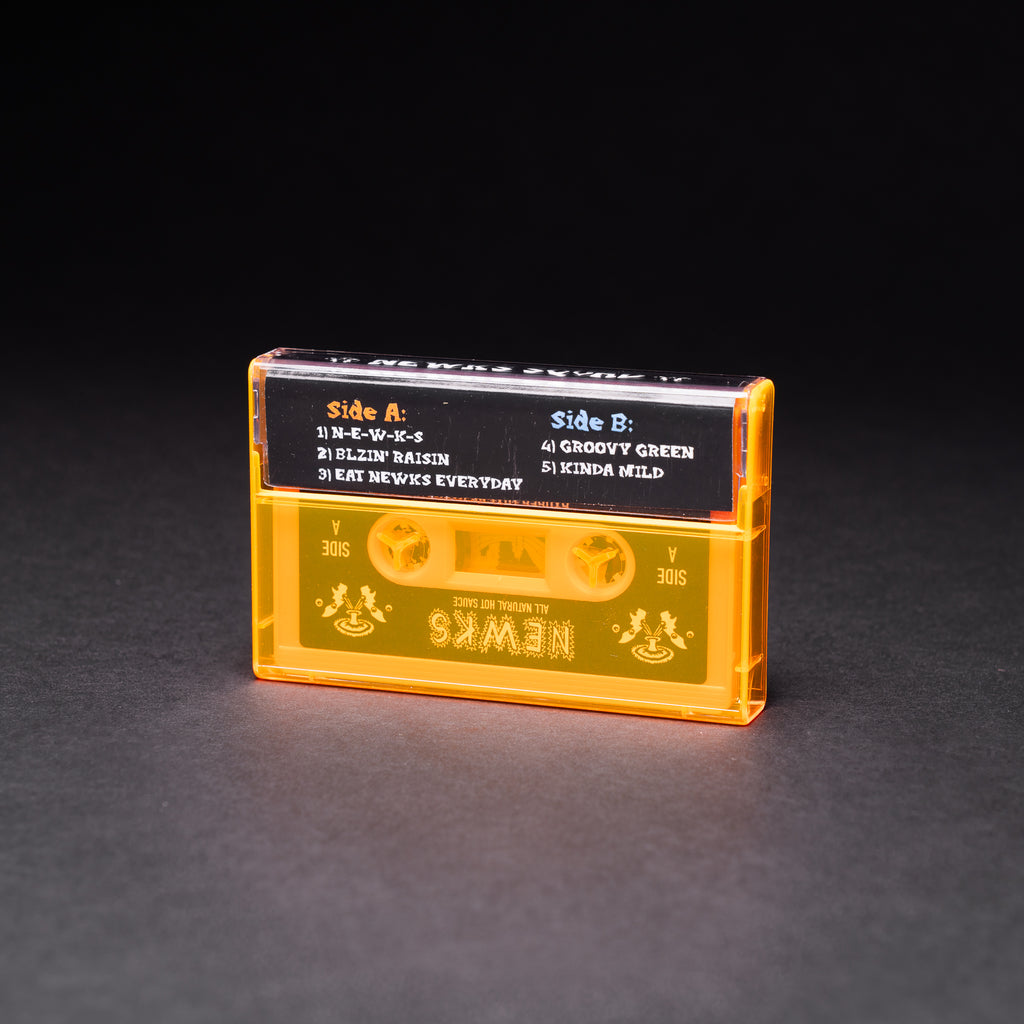 NEWKS
Side A:
1) N-E-W-K-S
2) BLZIN' RAISIN
3) EAT NEWKS EVERYDAY
Side B:
4) GROOVY GREEN
5) KINDA MILD
SIDE A
SIDE A
NEWKS
ALL NATURAL HOT SAUCE